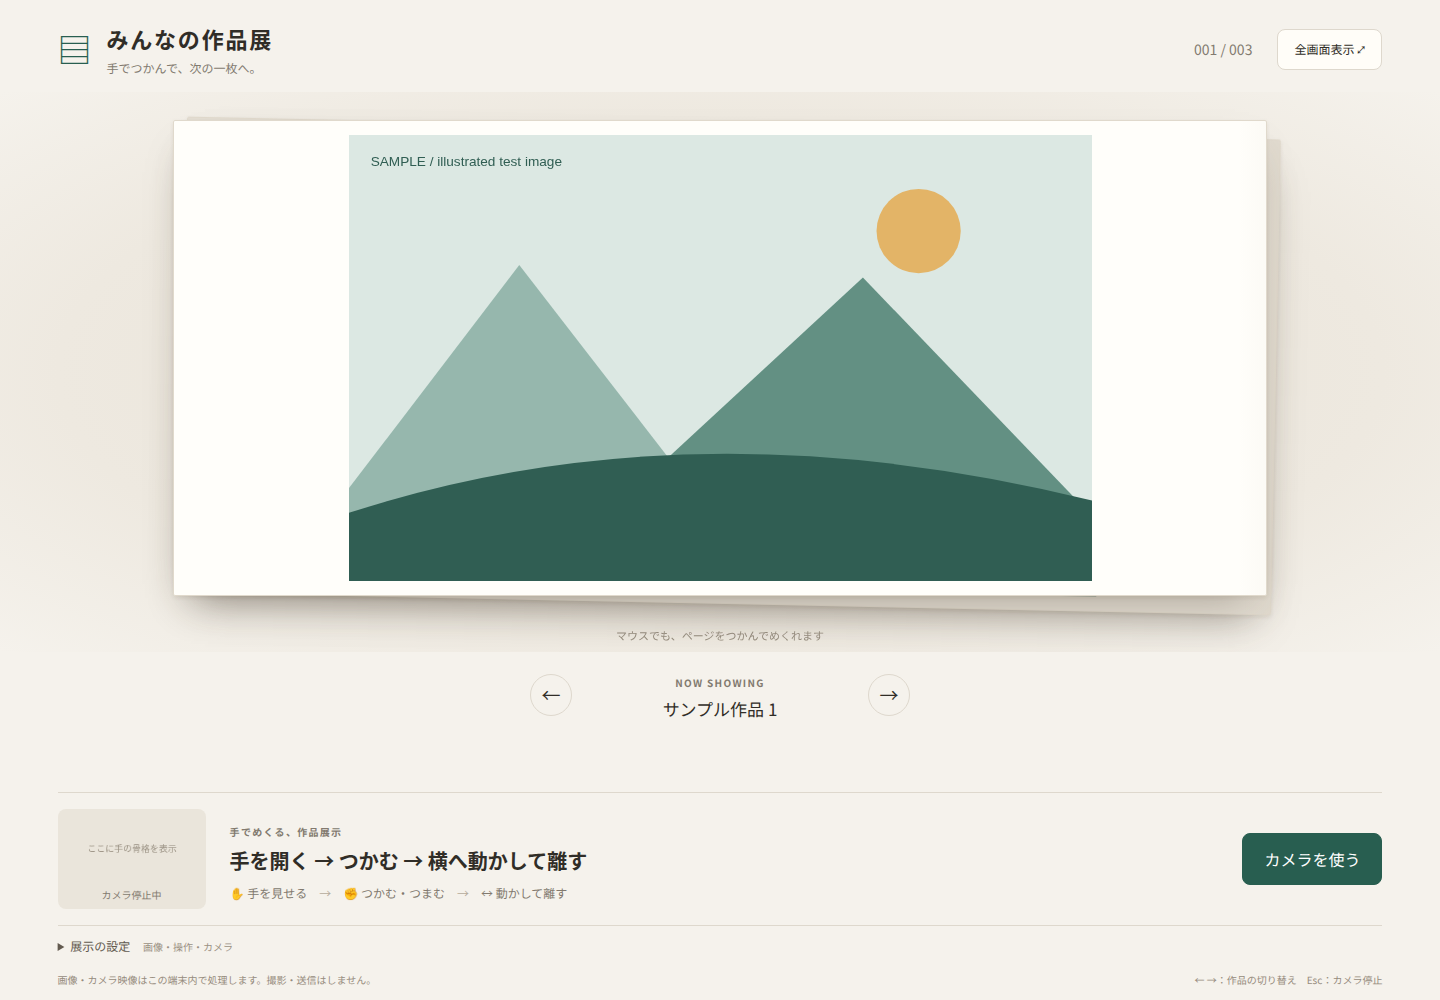 みんなの作品展
手でつかんで、次の一枚へ。
001 / 003
全画面表示 ⤢
SAMPLE / illustrated test image
マウスでも、ページをつかんでめくれます
←
NOW SHOWING
サンプル作品 1
→
ここに手の骨格を表示
カメラ停止中
手でめくる、作品展示
手を開く → つかむ → 横へ動かして離す
✋ 手を見せる → ✊ つかむ・つまむ → ↔ 動かして離す
カメラを使う
▶ 展示の設定 画像・操作・カメラ
画像・カメラ映像はこの端末内で処理します。撮影・送信はしません。
← →：作品の切り替え Esc：カメラ停止